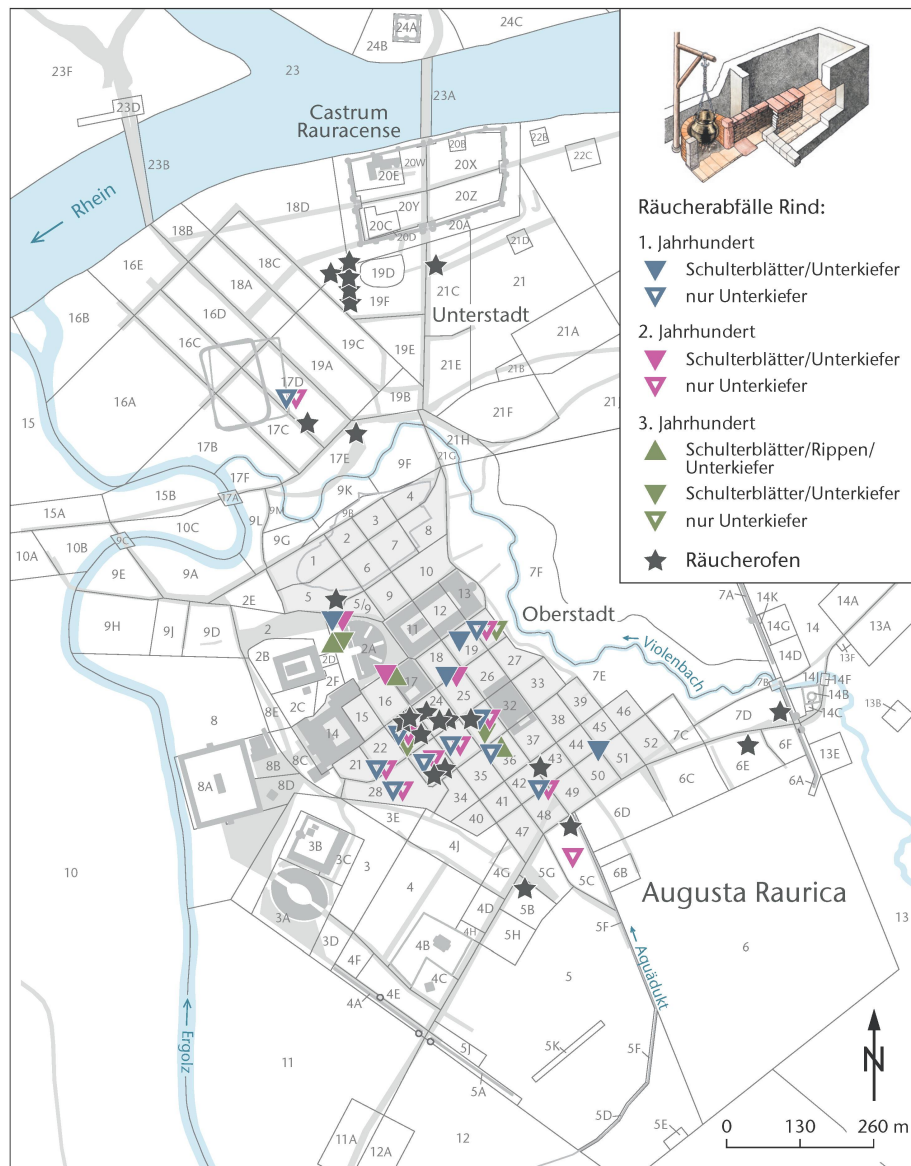 24A
24C
24B
23F
23
23A
23D
Castrum
Rauracense
23B
20B
20W
20E
20X
22B
22C
Rhein
18D
20Y
20Z
20C
20D
20A
18B
21D
16E
18C
19D
18A
21C
21
16B
16D
19F
Unterstadt
16C
19C
21A
19A
19E
21E
17D
21B
16A
19B
15
17C
21F
21J
17B
17E
21H
21G
17F
9F
9K
15B
17A
4
15A
9M
9B
3
10C
9L
2
8
10B
9C
9G
7
10A
1
10
7F
9E
9A
6
7A
14K
2E
5
9
13
14A
5/9
12
Oberstadt
14G
13A
9H
9J
9D
2
11
14
2A
19
Violenbach
14D
13F
2B
2D
18
27
7E
7B
14J
14F
2F
17
26
14B
16
25
33
13B
2C
14C
8E
24
39
46
15
32
7D
8
38
45
14
37
7C
6F
22
44
52
13E
8C
36
6E
8B
21
43
51
8A
35
50
6C
6A
8D
28
42
49
34
41
6D
3E
40
48
3B
4J
47
3C
3
4G
5G
6B
10
4
5C
5B
Augusta Raurica
3A
4D
5F
13
4H
5H
3D
4B
6
4F
4C
5
Aquädukt
4E
4A
Ergolz
5J
5K
5F
N
11
5A
5D
5E
11A
12
12A
0 130 260 m
Räucherabfälle Rind:
1. Jahrhundert
Schulterblätter/Unterkiefer
nur Unterkiefer
2. Jahrhundert
Schulterblätter/Unterkiefer
nur Unterkiefer
3. Jahrhundert
Schulterblätter/Rippen/
Unterkiefer
Schulterblätter/Unterkiefer
nur Unterkiefer
Räucherofen